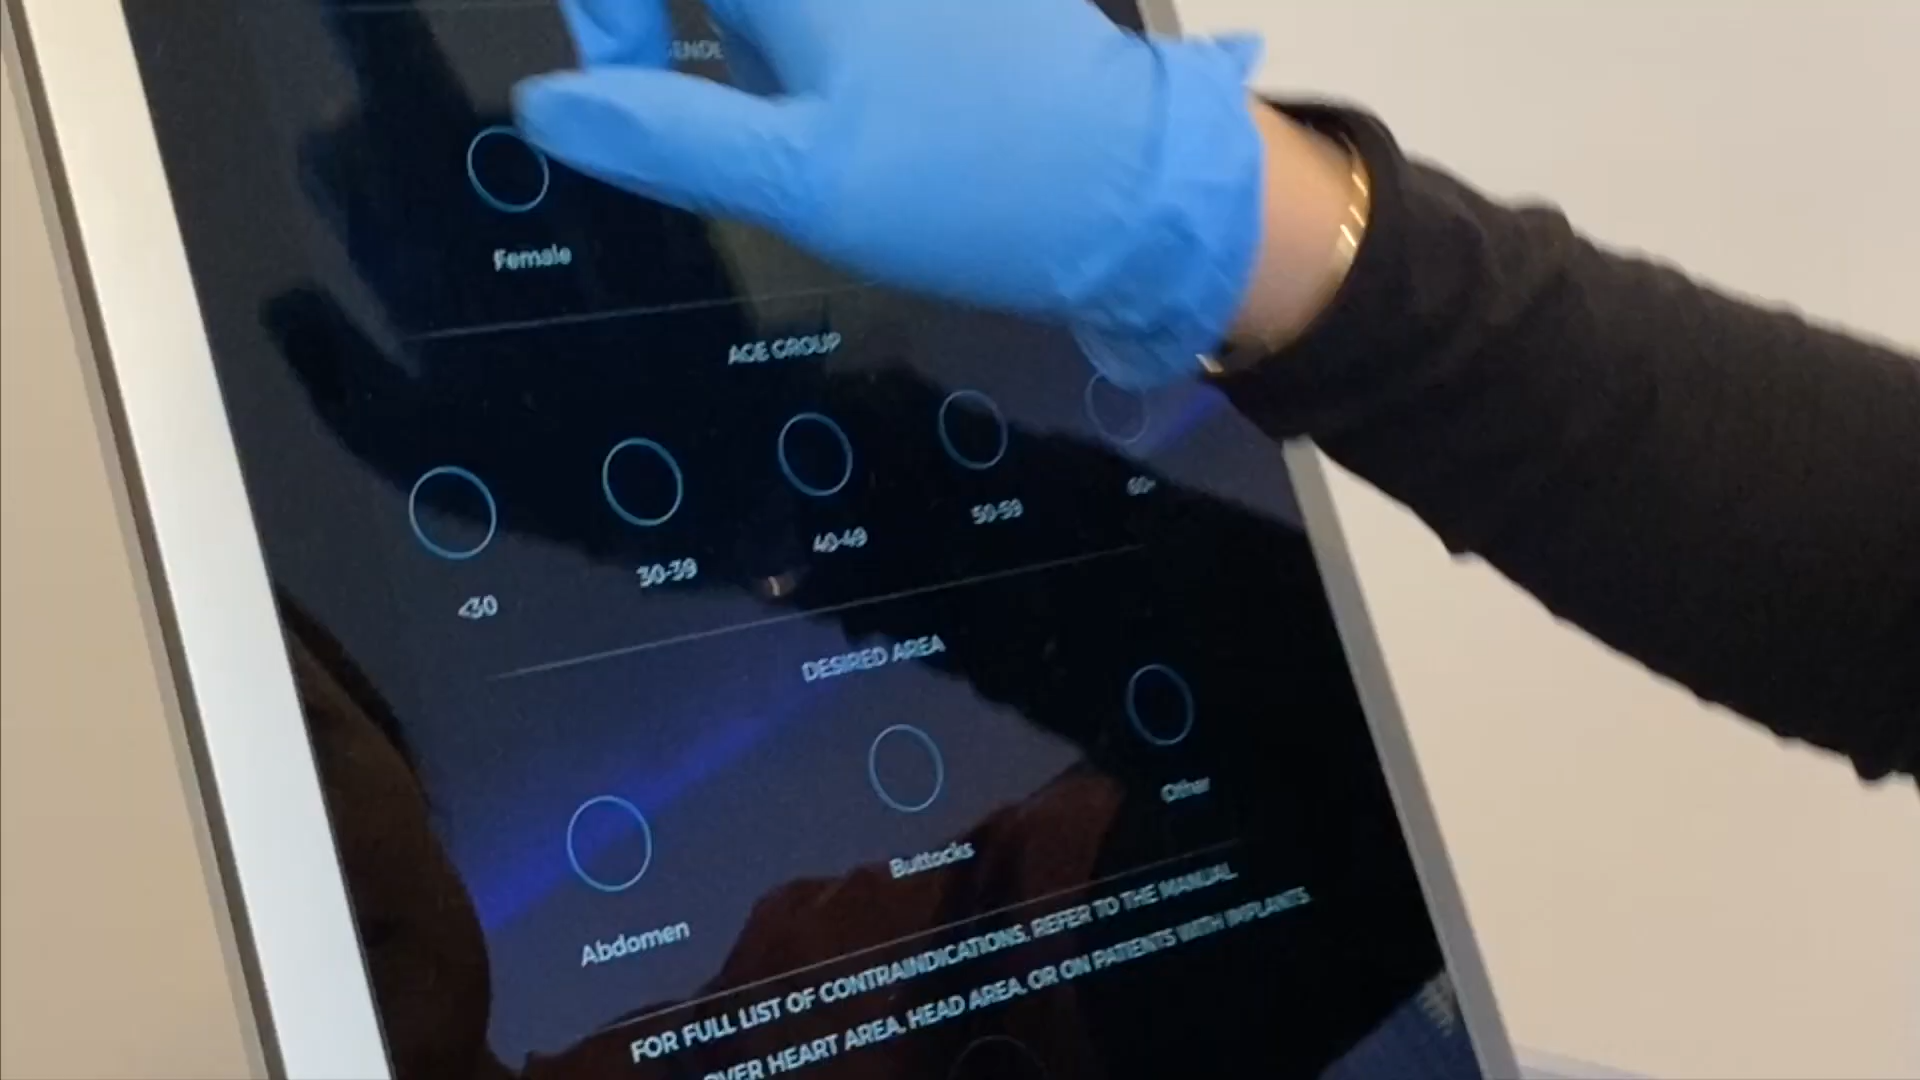 Female
AGE GROUP
<30
30-39
40-49
50-59
DESIRED AREA
Abdomen
Buttocks
Other
FOR FULL LIST OF CONTRAINDICATIONS, REFER TO THE MANUAL.
OVER HEART AREA, HEAD AREA, OR ON PATIENTS WITH IMPLANTS.